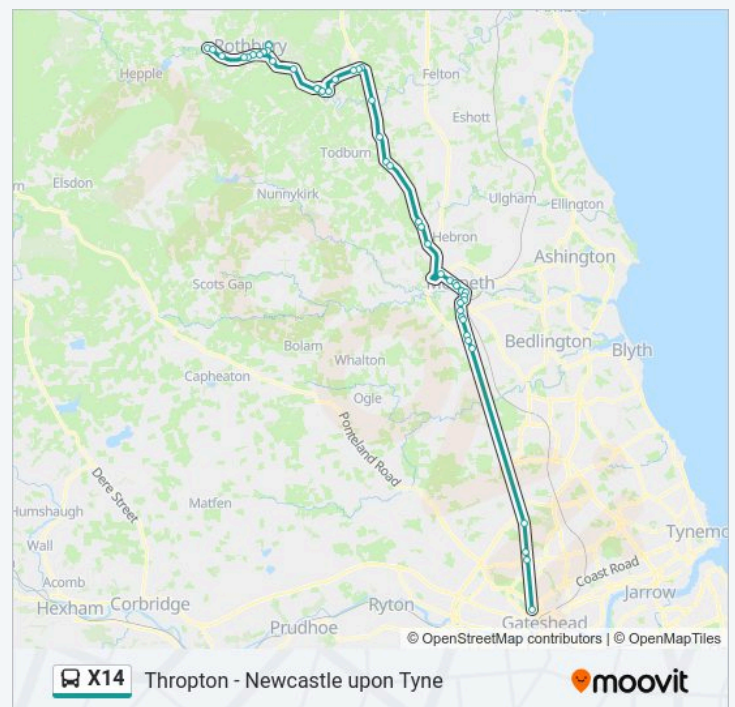 Rothbury
Hepple
Felton
Eshott
Todburn
Elsdon
Nunnykirk
Ulgham
Ellington
Hebron
Ashington
Scots Gap
Bedlington
Bolam
Blyth
Whalton
Capheaton
Ogle
Ponteland Road
Dere Street
Matfen
Humshaugh
Wall
Tynemo
Coast Road
Acomb
Jarrow
Hexham
Corbridge
Ryton
Prudhoe
Gateshead
© OpenStreetMap contributors | © OpenMapTiles
X14
Thropton - Newcastle upon Tyne
moovit